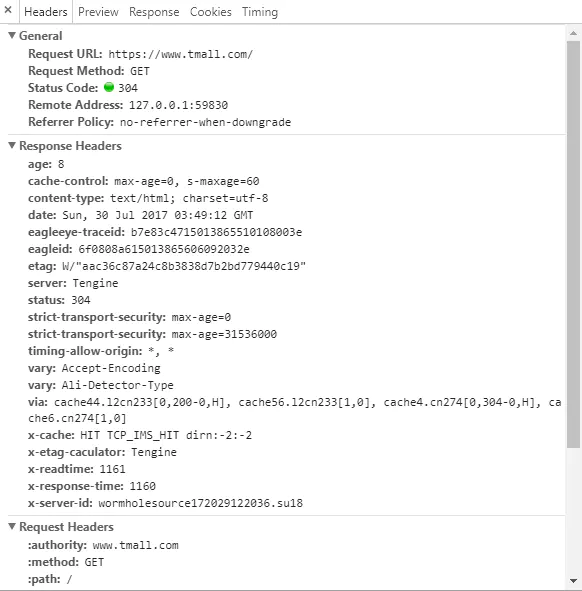 × Headers Preview Response Cookies Timing
▼ General
Request URL: https://www.tmall.com/
Request Method: GET
Status Code: 304
Remote Address: 127.0.0.1:59830
Referrer Policy: no-referrer-when-downgrade
▼ Response Headers
age: 8
cache-control: max-age=0, s-maxage=60
content-type: text/html; charset=utf-8
date: Sun, 30 Jul 2017 03:49:12 GMT
eagleeye-traceid: b7e83c4715013865510108003e
eagleid: 6f0808a615013865606092032e
etag: W/"aac36c87a24c8b3838d7b2bd779440c19"
server: Tengine
status: 304
strict-transport-security: max-age=0
strict-transport-security: max-age=31536000
timing-allow-origin: *, *
vary: Accept-Encoding
vary: Ali-Detector-Type
via: cache44.l2cn233[0,200-0,H], cache56.l2cn233[1,0], cache4.cn274[0,304-0,H], ca
che6.cn274[1,0]
x-cache: HIT TCP_IMS_HIT dirn:-2:-2
x-etag-caculator: Tengine
x-readtime: 1161
x-response-time: 1160
x-server-id: wormholesource172029122036.su18
▼ Request Headers
:authority: www.tmall.com
:method: GET
:path: /